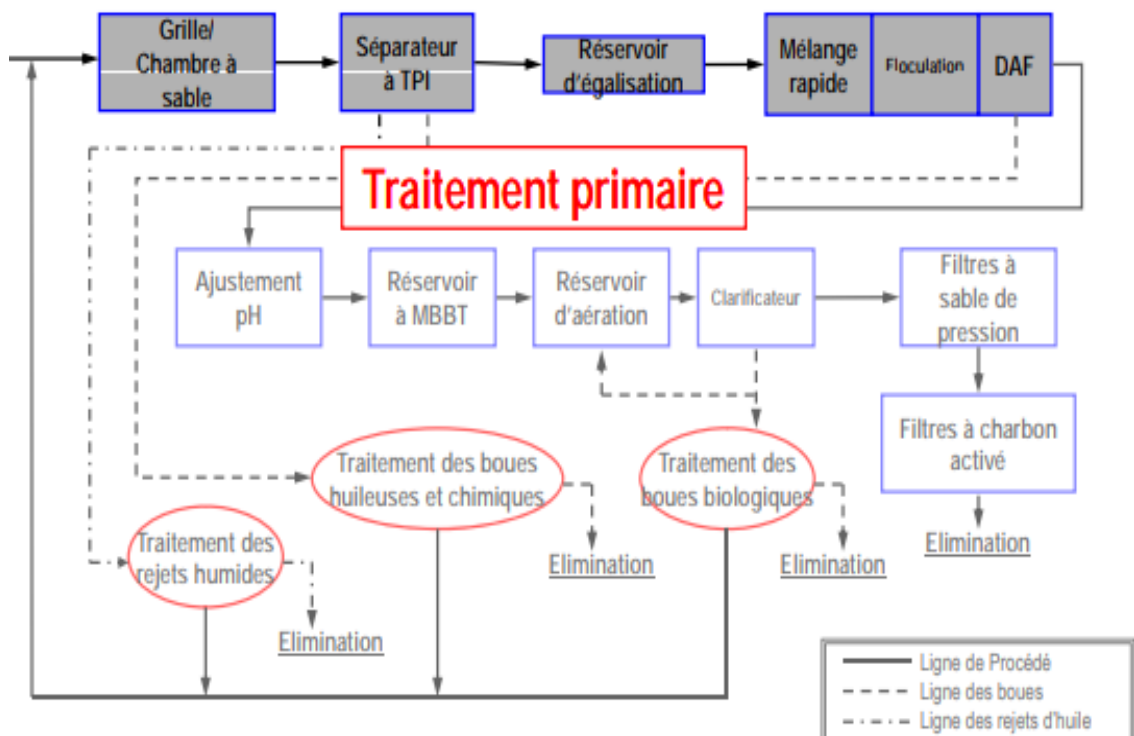 Grille/
Chambre à
sable
Séparateur
à TPI
Réservoir
d'égalisation
Mélange
rapide
Floculation
DAF
Traitement primaire
Ajustement
pH
Réservoir
à MBBT
Réservoir
d'aération
Clarificateur
Filtres à
sable de
pression
Traitement des boues
huileuses et chimiques
Traitement des
boues biologiques
Filtres à charbon
activé
Traitement des
rejets humides
Elimination
Elimination
Elimination
Elimination
Ligne de Procédé
Ligne des boues
Ligne des rejets d'huile